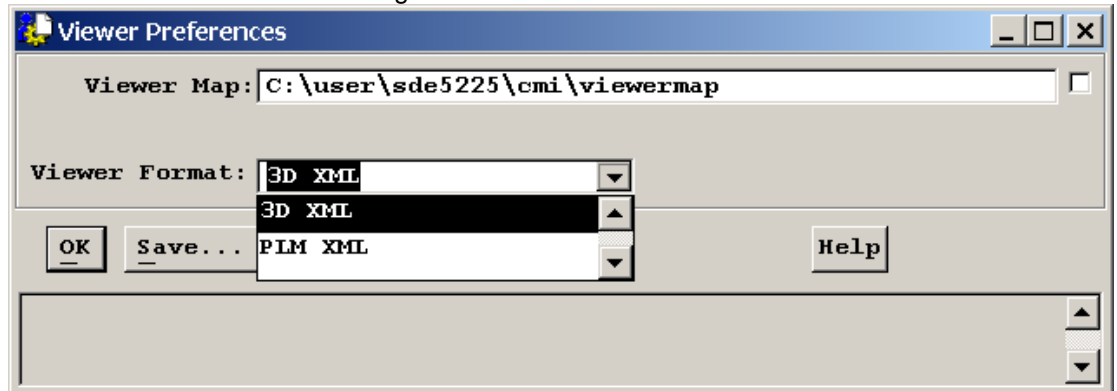 Viewer Preferences
Viewer Map: C:\user\sde5225\cmi\viewermap
Viewer Format: 3D XML
3D XML
PLM XML
OK Save... Help